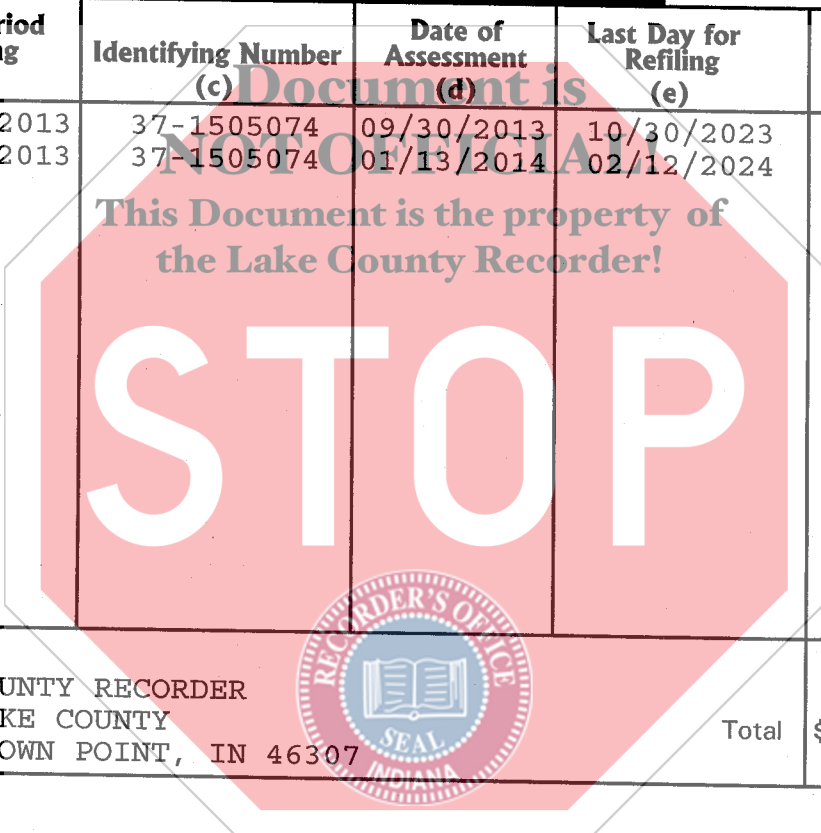 riod Identifying Number Date of Last Day for
g Assessment Refiling
(c) (d) (e)
Document is
2013 37-1505074 09/30/2013 10/30/2023
NOT OFFICIAL!
2013 37-1505074 01/13/2014 02/12/2024
This Document is the property of
the Lake County Recorder!
STOP
RECORDER'S OFFICE
SEAL
INDIANA
UNTY RECORDER
KE COUNTY
Total $
OWN POINT, IN 46307